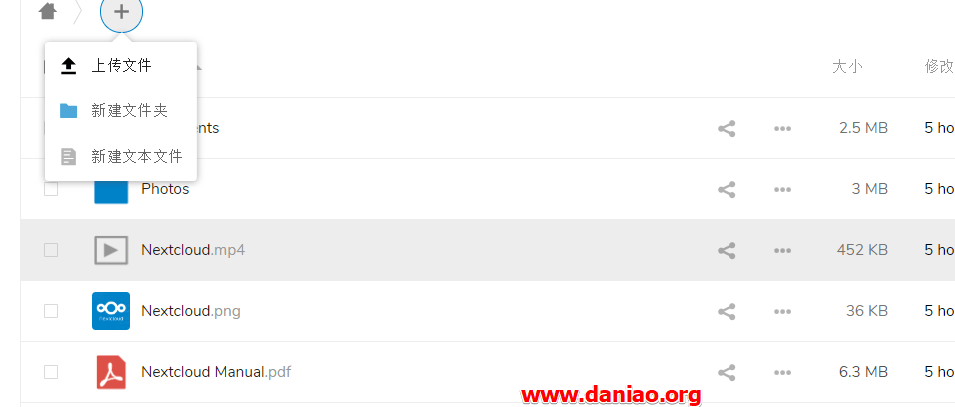 上传文件
大小
修改
新建文件夹
ents
2.5 MB
5 ho
新建文本文件
Photos
3 MB
5 ho
Nextcloud.mp4
452 KB
5 ho
Nextcloud.png
36 KB
5 ho
Nextcloud Manual.pdf
6.3 MB
5 ho
www.daniao.org